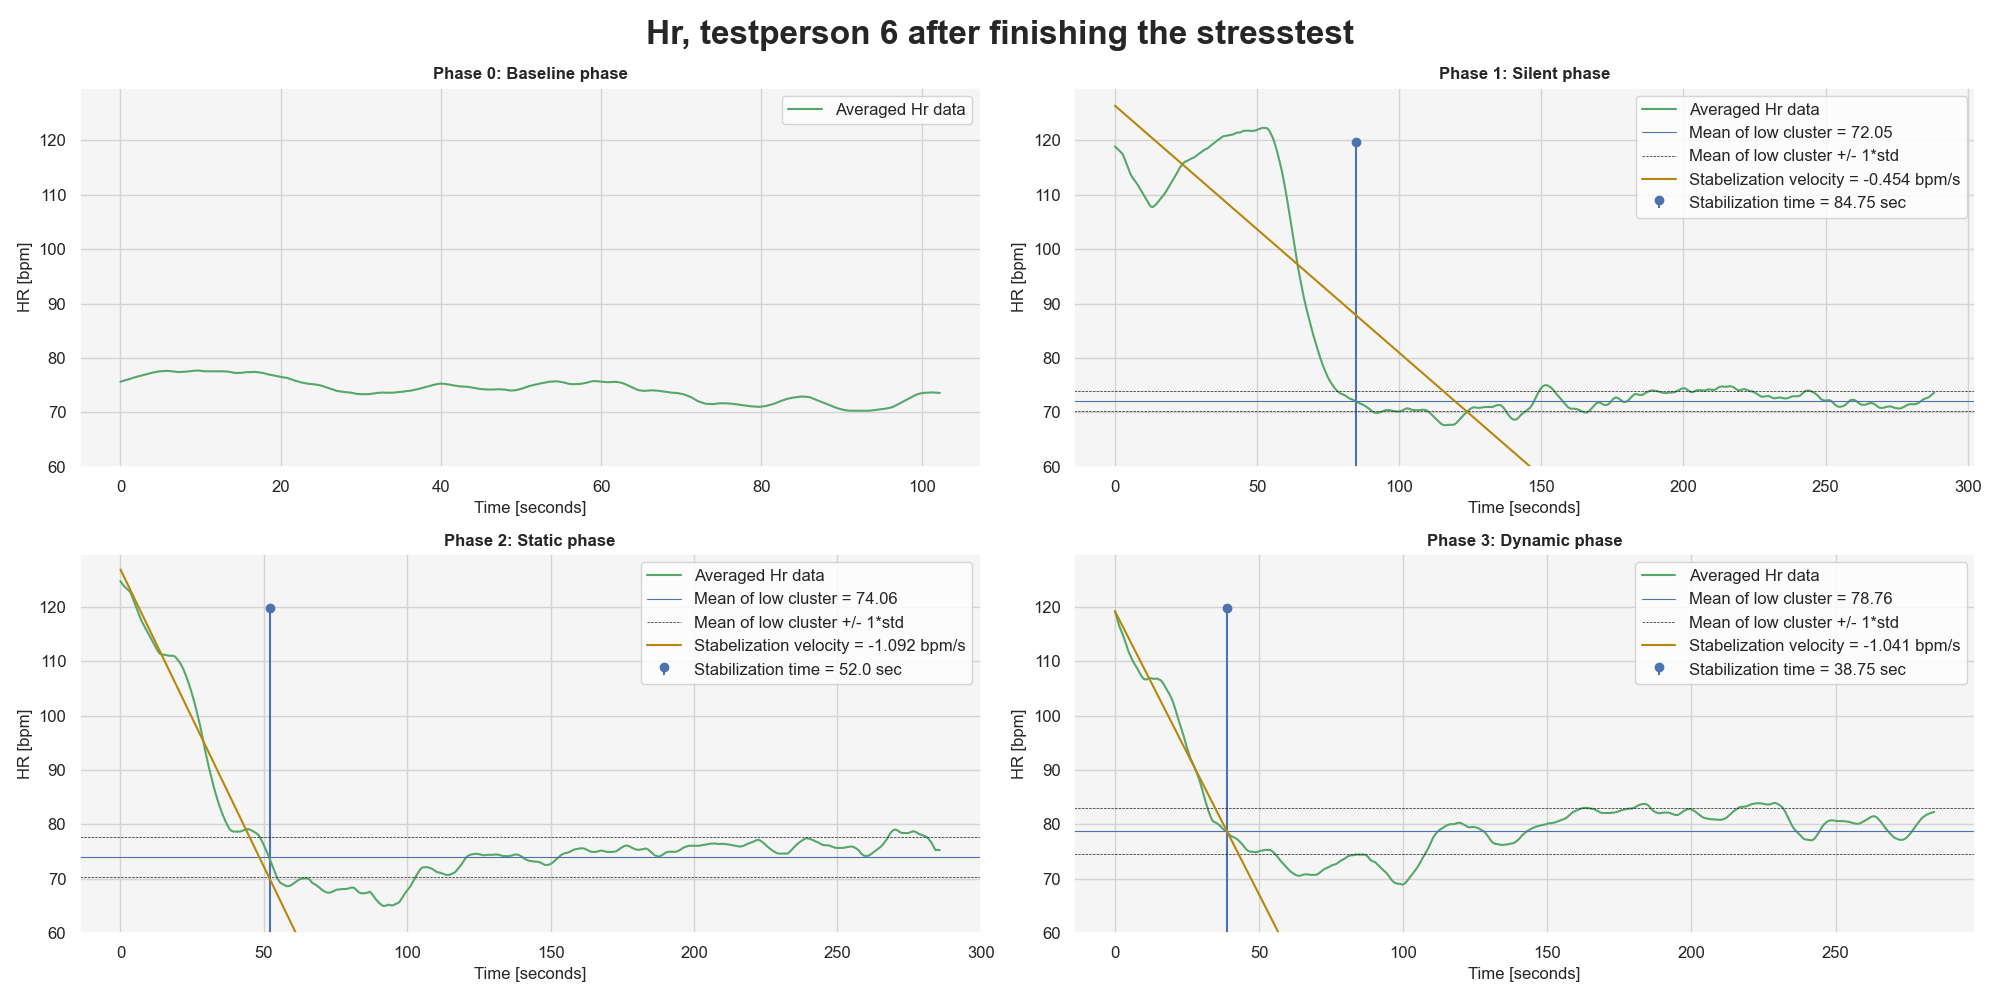 Hr, testperson 6 after finishing the stresstest
Phase 0: Baseline phase
Averaged Hr data
HR [bpm]
120
110
100
90
80
70
60
0 20 40 60 80 100
Time [seconds]
Phase 1: Silent phase
Averaged Hr data
Mean of low cluster = 72.05
Mean of low cluster +/- 1*std
Stabelization velocity = -0.454 bpm/s
Stabilization time = 84.75 sec
HR [bpm]
120
110
100
90
80
70
60
0 50 100 150 200 250 300
Time [seconds]
Phase 2: Static phase
Averaged Hr data
Mean of low cluster = 74.06
Mean of low cluster +/- 1*std
Stabelization velocity = -1.092 bpm/s
Stabilization time = 52.0 sec
HR [bpm]
120
110
100
90
80
70
60
0 50 100 150 200 250 300
Time [seconds]
Phase 3: Dynamic phase
Averaged Hr data
Mean of low cluster = 78.76
Mean of low cluster +/- 1*std
Stabelization velocity = -1.041 bpm/s
Stabilization time = 38.75 sec
HR [bpm]
120
110
100
90
80
70
60
0 50 100 150 200 250
Time [seconds]